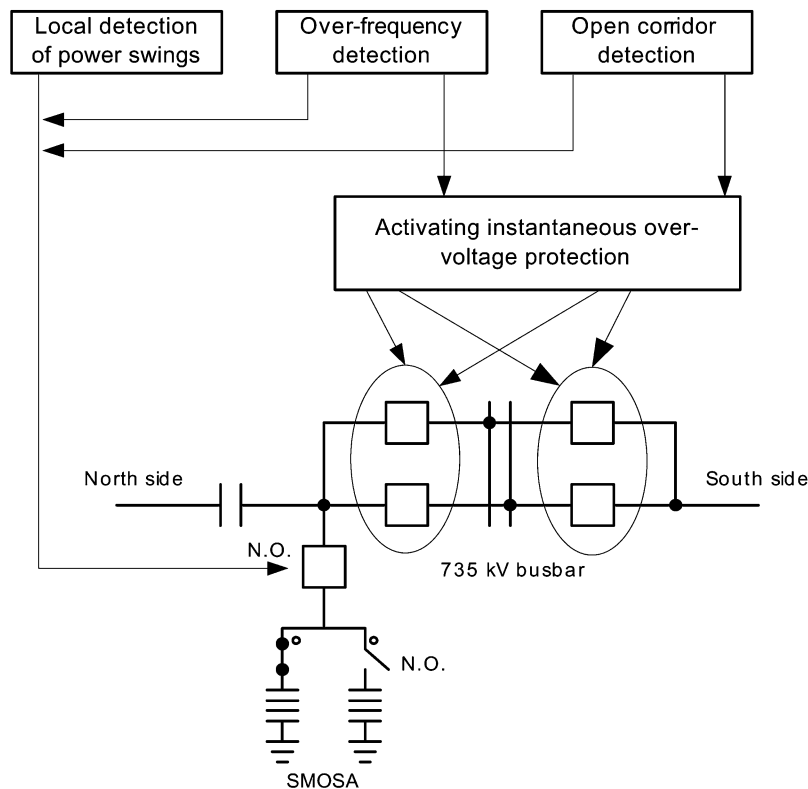 Local detection
of power swings
Over-frequency
detection
Open corridor
detection
Activating instantaneous over-
voltage protection
North side
South side
N.O.
735 kV busbar
N.O.
SMOSA